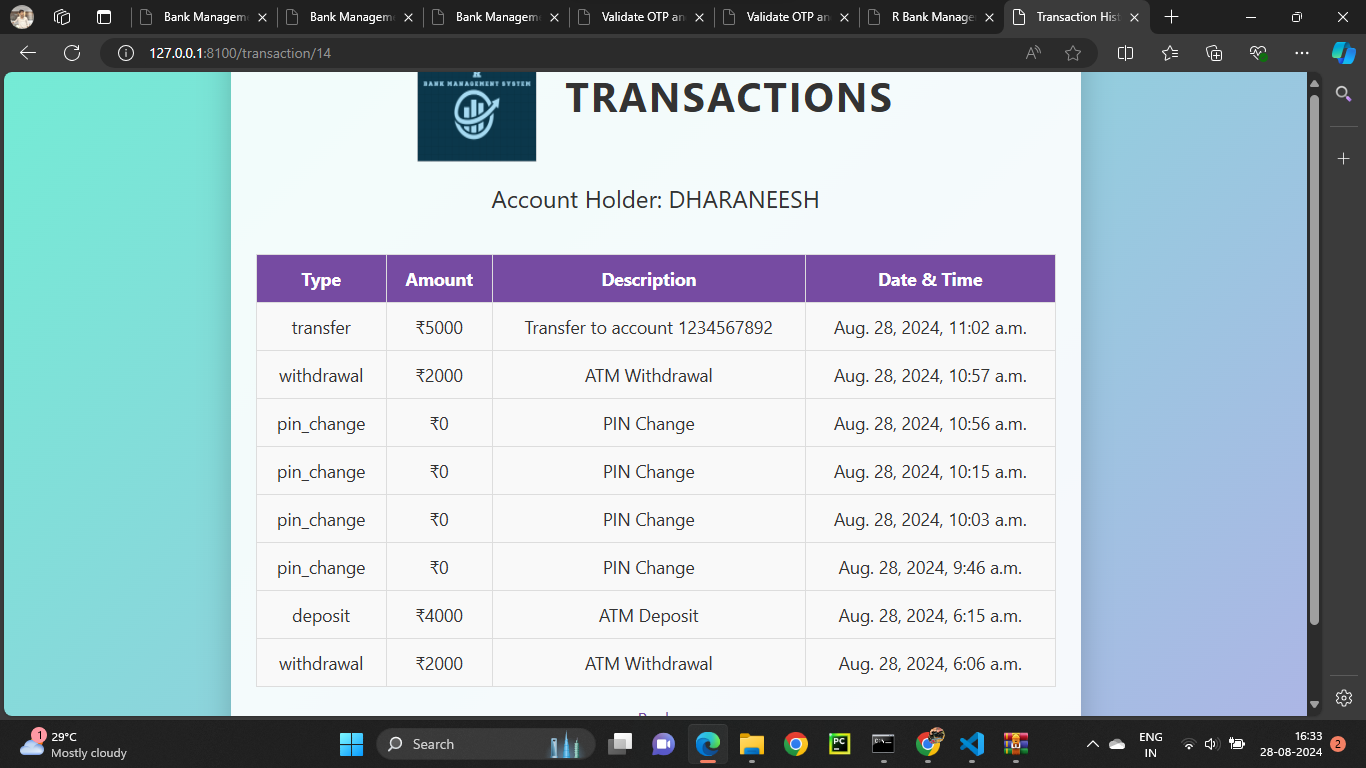 Bank Managem
Bank Managem
Bank Managem
Validate OTP an
Validate OTP an
R Bank Manage
Transaction Hist
127.0.0.1:8100/transaction/14
R
BANK MANAGEMENT SYSTEM
TRANSACTIONS
Account Holder: DHARANEESH
Type Amount Description Date & Time
transfer ₹5000 Transfer to account 1234567892 Aug. 28, 2024, 11:02 a.m.
withdrawal ₹2000 ATM Withdrawal Aug. 28, 2024, 10:57 a.m.
pin_change ₹0 PIN Change Aug. 28, 2024, 10:56 a.m.
pin_change ₹0 PIN Change Aug. 28, 2024, 10:15 a.m.
pin_change ₹0 PIN Change Aug. 28, 2024, 10:03 a.m.
pin_change ₹0 PIN Change Aug. 28, 2024, 9:46 a.m.
deposit ₹4000 ATM Deposit Aug. 28, 2024, 6:15 a.m.
withdrawal ₹2000 ATM Withdrawal Aug. 28, 2024, 6:06 a.m.
1
29°C
Mostly cloudy
Search
PC
ENG
IN
16:33
28-08-2024
2